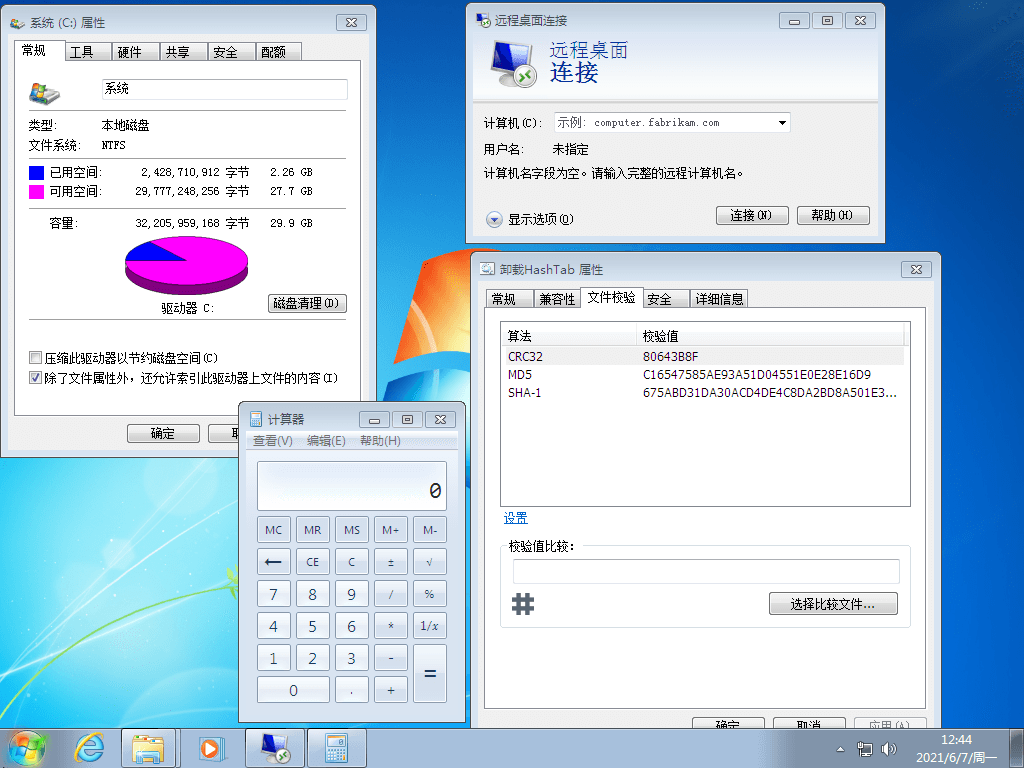 系统 (C:) 属性
常规 工具 硬件 共享 安全 配额
系统
类型: 本地磁盘
文件系统: NTFS
已用空间: 2,428,710,912 字节 2.26 GB
可用空间: 29,777,248,256 字节 27.7 GB
容量: 32,205,959,168 字节 29.9 GB
驱动器 C:
磁盘清理(D)
压缩此驱动器以节约磁盘空间(C)
除了文件属性外，还允许索引此驱动器上文件的内容(I)
确定
远程桌面连接
远程桌面
连接
计算机(C): 示例: computer.fabrikam.com
用户名: 未指定
计算机名字段为空。请输入完整的远程计算机名。
显示选项(O)
连接(N) 帮助(H)
卸载HashTab 属性
常规 兼容性 文件校验 安全 详细信息
算法 校验值
CRC32 80643B8F
MD5 C16547585AE93A51D04551E0E28E16D9
SHA-1 675ABD31DA30ACD4DE4C8DA2BD8A501E3...
设置
校验值比较:
选择比较文件...
确定 取消 应用(A)
计算器
查看(V) 编辑(E) 帮助(H)
0
MC MR MS M+ M-
← CE C ± √
7 8 9 / %
4 5 6 * 1/x
1 2 3 - =
0 . +
12:44
2021/6/7/周一